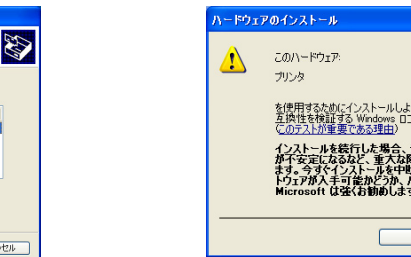 ハードウェアのインストール
このハードウェア:
プリンタ
を使用するためにインストールしよ
互換性を検証する Windows ロ
(このテストが重要である理由)
インストールを続行した場合、
が不安定になるなど、重大な
ます。今すぐインストールを中
トウェアが入手可能かどうか、
Microsoft は強くお勧めします
セル